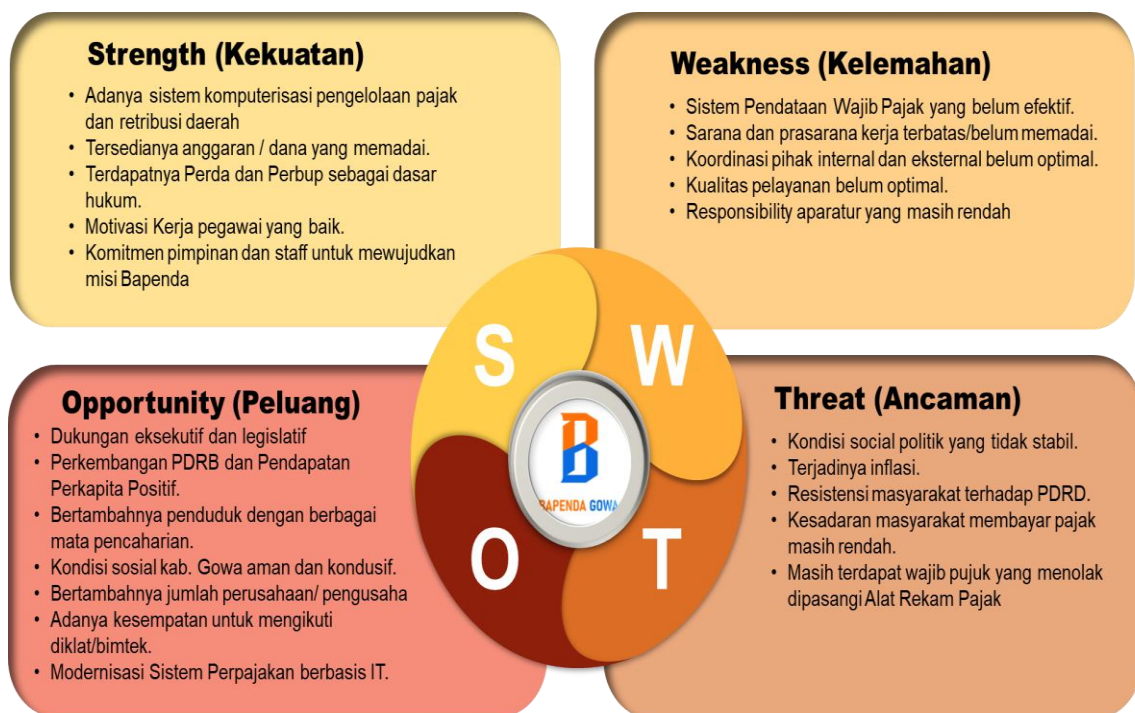 Strength (Kekuatan)
• Adanya sistem komputerisasi pengelolaan pajak
dan retribusi daerah
• Tersedianya anggaran / dana yang memadai.
• Terdapatnya Perda dan Perbup sebagai dasar
hukum.
• Motivasi Kerja pegawai yang baik.
• Komitmen pimpinan dan staff untuk mewujudkan
misi Bapenda
Weakness (Kelemahan)
• Sistem Pendataan Wajib Pajak yang belum efektif.
• Sarana dan prasarana kerja terbatas/belum memadai.
• Koordinasi pihak internal dan eksternal belum optimal.
• Kualitas pelayanan belum optimal.
• Responsibility aparatur yang masih rendah
S
W
O
T
BAPENDA GOWA
Opportunity (Peluang)
• Dukungan eksekutif dan legislatif
• Perkembangan PDRB dan Pendapatan
Perkapita Positif.
• Bertambahnya penduduk dengan berbagai
mata pencaharian.
• Kondisi sosial kab. Gowa aman dan kondusif.
• Bertambahnya jumlah perusahaan/ pengusaha
• Adanya kesempatan untuk mengikuti
diklat/bimtek.
• Modernisasi Sistem Perpajakan berbasis IT.
Threat (Ancaman)
• Kondisi social politik yang tidak stabil.
• Terjadinya inflasi.
• Resistensi masyarakat terhadap PDRD.
• Kesadaran masyarakat membayar pajak
masih rendah.
• Masih terdapat wajib pujuk yang menolak
dipasangi Alat Rekam Pajak